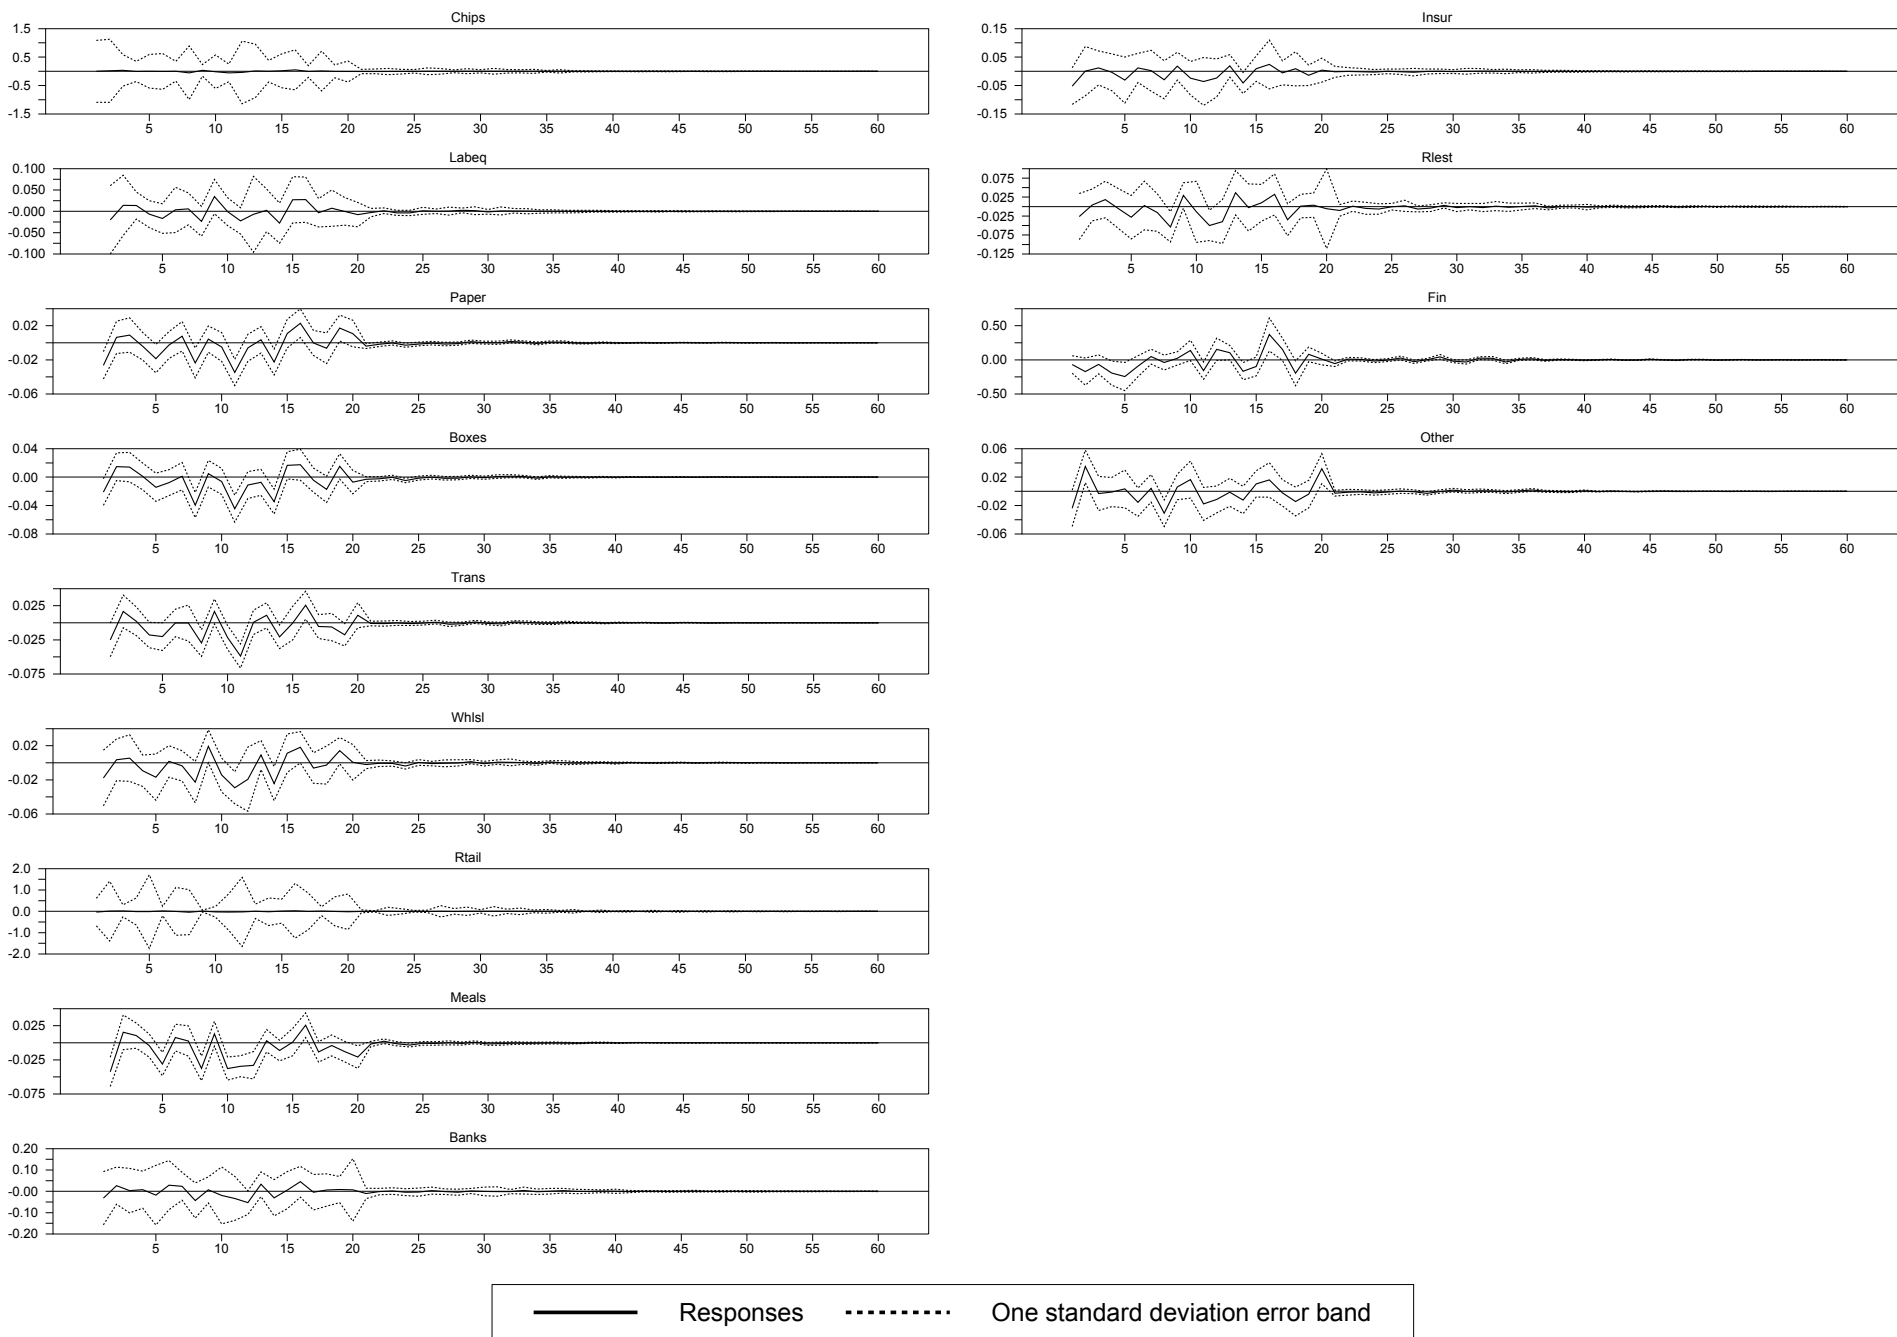 Chips
1.5
0.5
-0.5
-1.5
5 10 15 20 25 30 35 40 45 50 55 60
Labeq
0.100
0.050
-0.000
-0.050
-0.100
5 10 15 20 25 30 35 40 45 50 55 60
Paper
0.02
-0.02
-0.06
5 10 15 20 25 30 35 40 45 50 55 60
Boxes
0.04
0.00
-0.04
-0.08
5 10 15 20 25 30 35 40 45 50 55 60
Trans
0.025
-0.025
-0.075
5 10 15 20 25 30 35 40 45 50 55 60
Whlsl
0.02
-0.02
-0.06
5 10 15 20 25 30 35 40 45 50 55 60
Rtail
2.0
1.0
0.0
-1.0
-2.0
5 10 15 20 25 30 35 40 45 50 55 60
Meals
0.025
-0.025
-0.075
5 10 15 20 25 30 35 40 45 50 55 60
Banks
0.20
0.10
-0.00
-0.10
-0.20
5 10 15 20 25 30 35 40 45 50 55 60
Insur
0.15
0.05
-0.05
-0.15
5 10 15 20 25 30 35 40 45 50 55 60
Rlest
0.075
0.025
-0.025
-0.075
-0.125
5 10 15 20 25 30 35 40 45 50 55 60
Fin
0.50
0.00
-0.50
5 10 15 20 25 30 35 40 45 50 55 60
Other
0.06
0.02
-0.02
-0.06
5 10 15 20 25 30 35 40 45 50 55 60
Responses One standard deviation error band